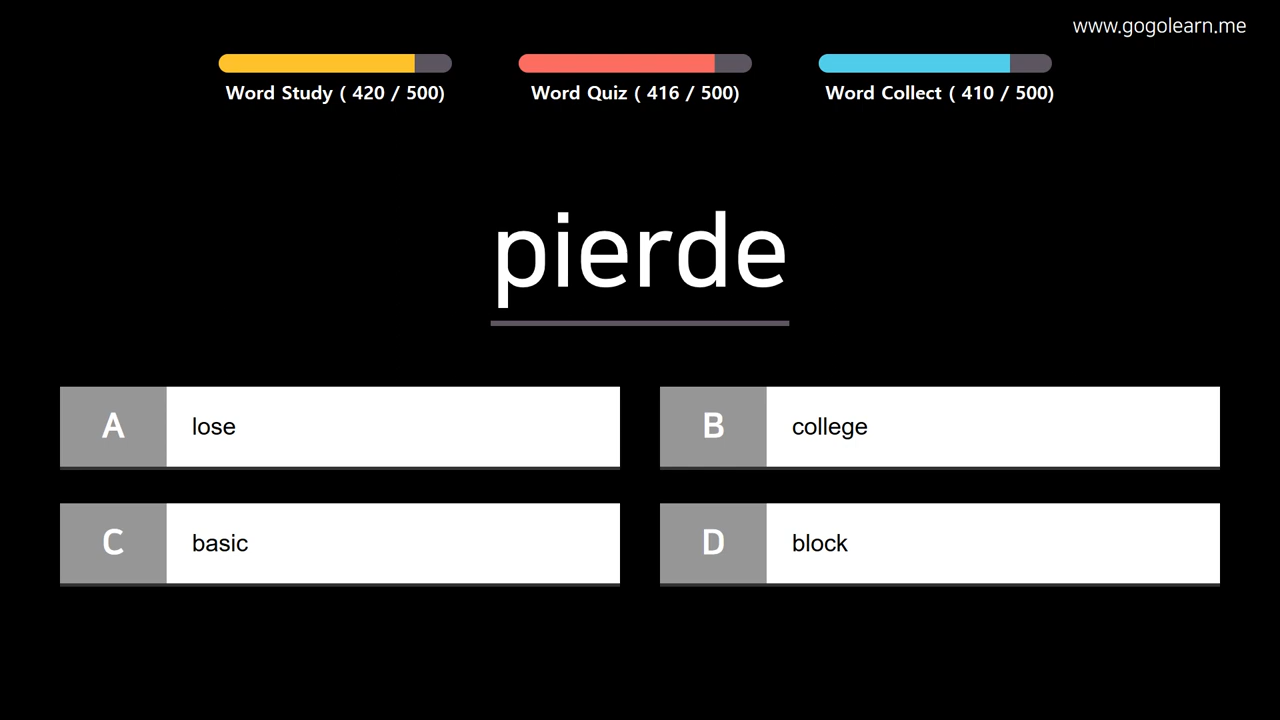 www.gogolearn.me
Word Study ( 420 / 500)
Word Quiz ( 416 / 500)
Word Collect ( 410 / 500)
pierde
A lose
B college
C basic
D block